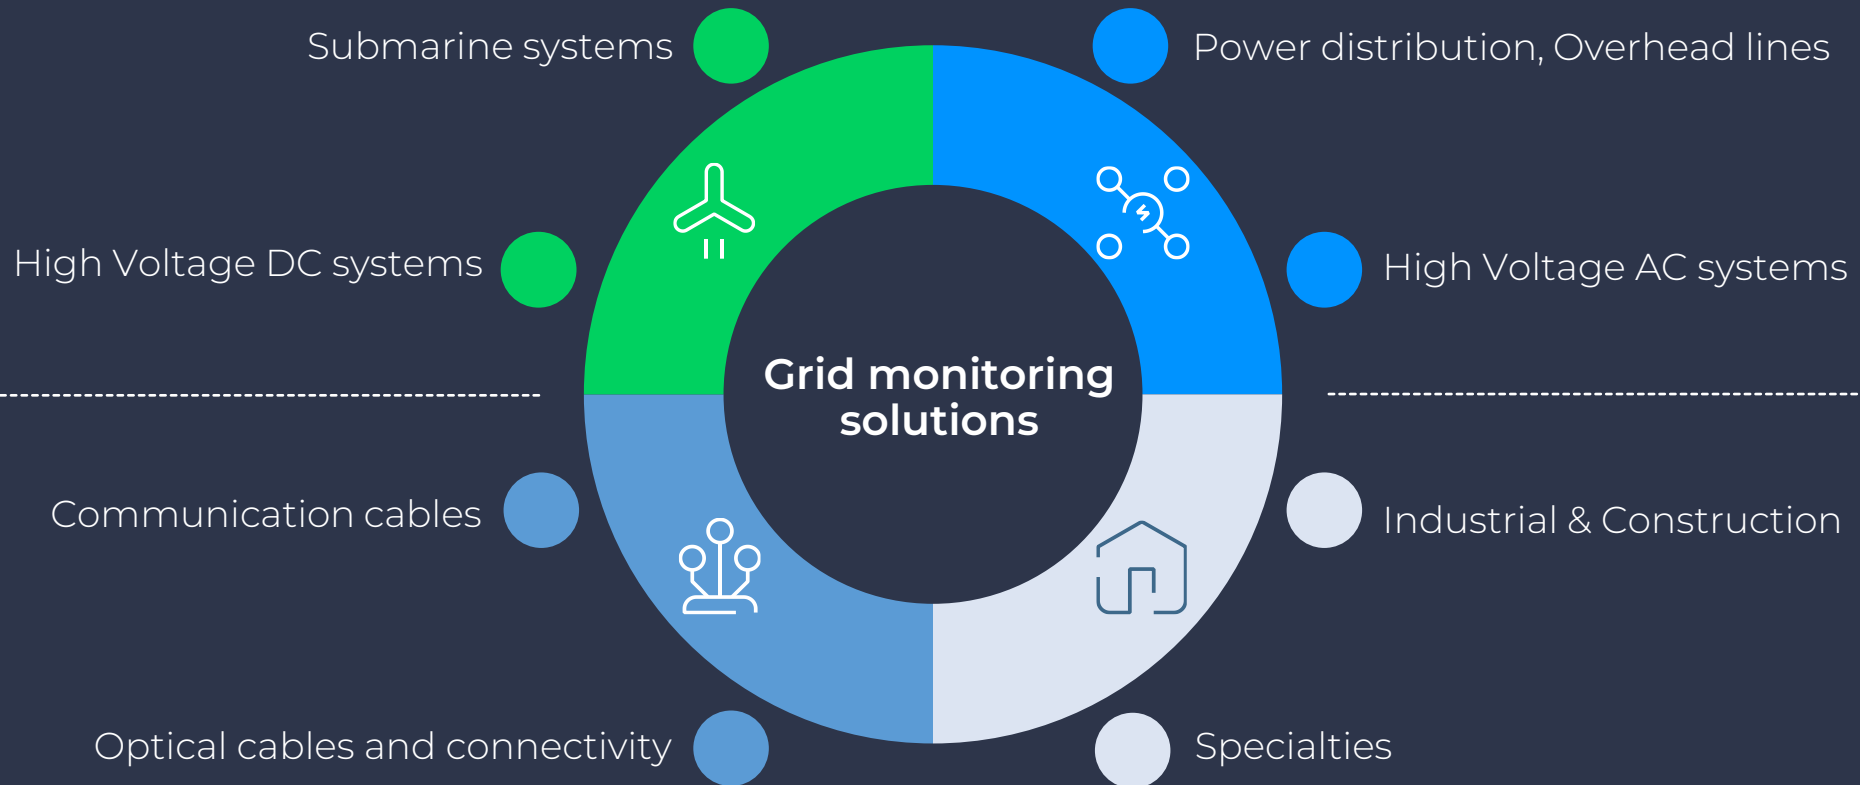 Submarine systems
Power distribution, Overhead lines
High Voltage DC systems
High Voltage AC systems
Grid monitoring
solutions
Communication cables
Industrial & Construction
Optical cables and connectivity
Specialties